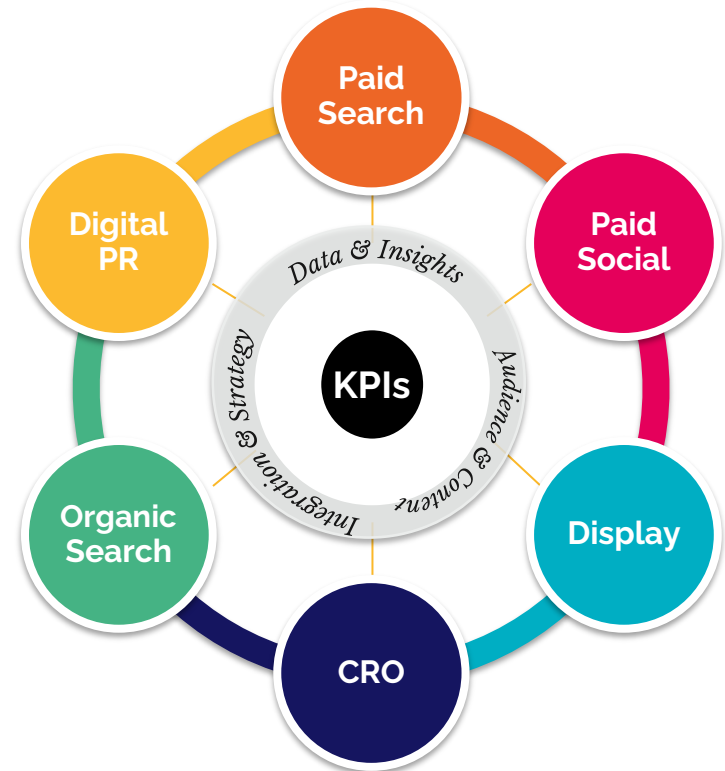 Paid
Search
Digital
PR
Paid
Social
Data & Insights
KPIs
Audience & Content
Integration & Strategy
Organic
Search
Display
CRO